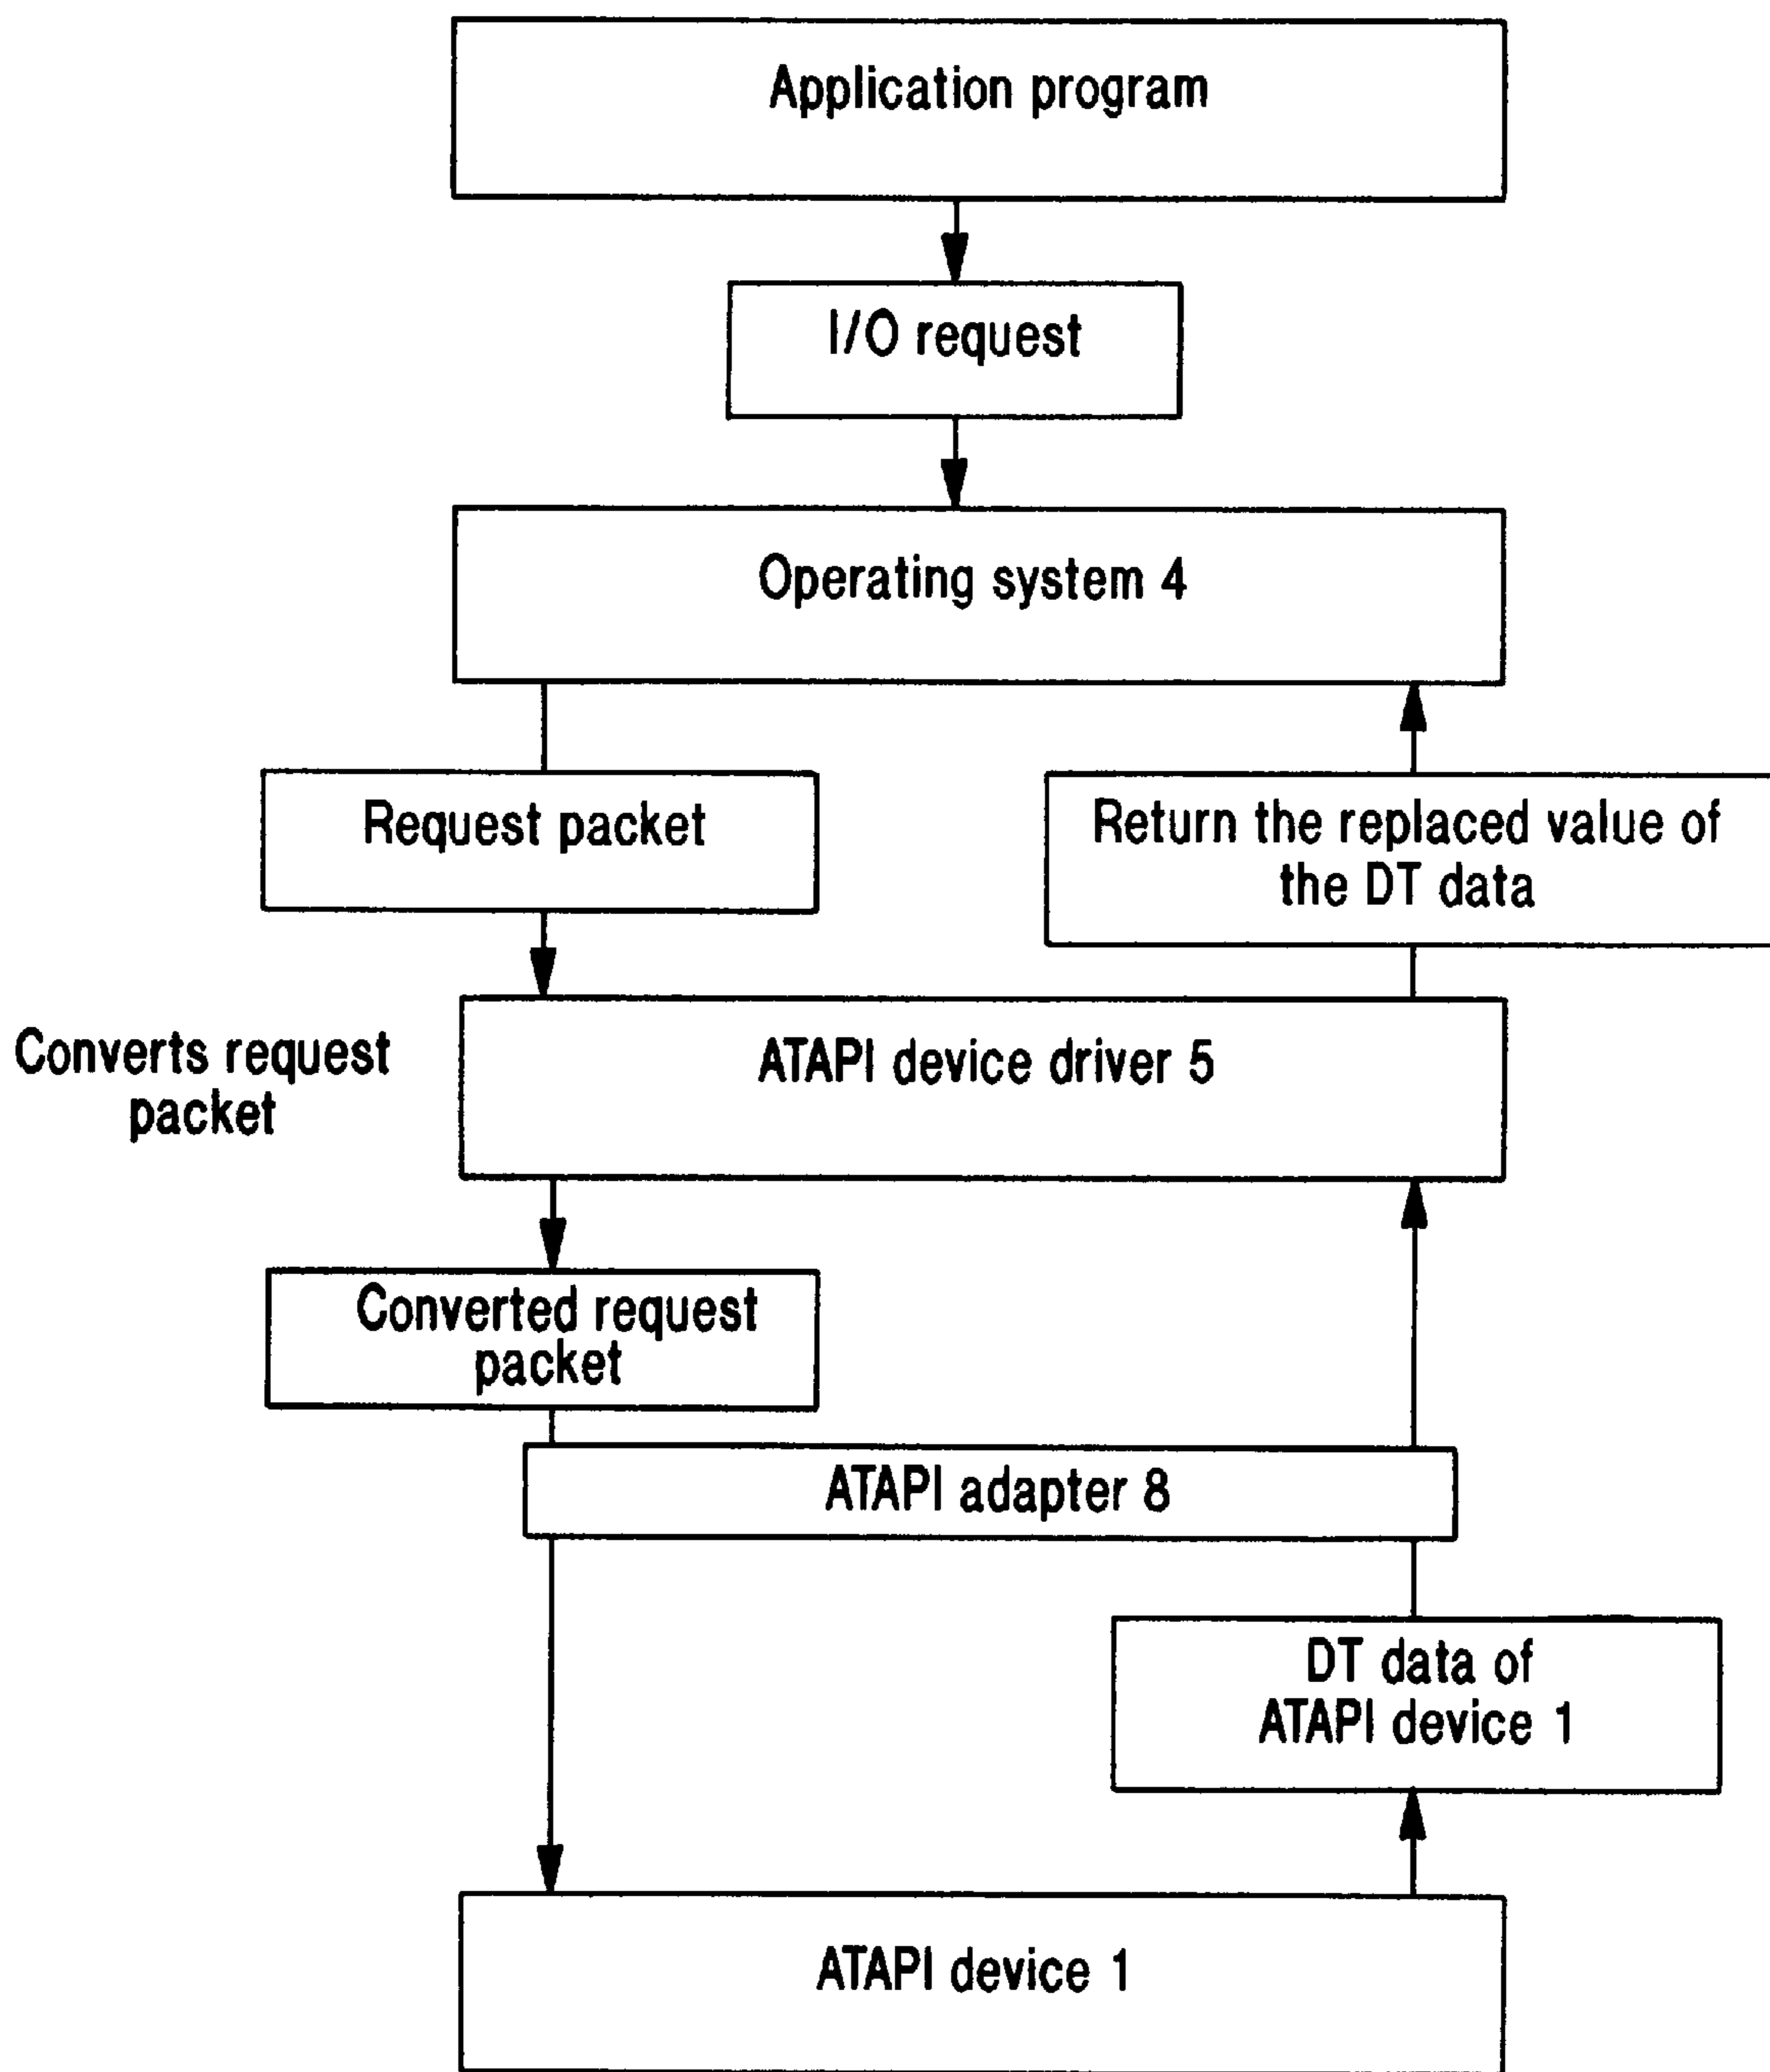 Application program
I/O request
Operating system 4
Request packet
Return the replaced value of
the DT data
Converts request
packet
ATAPI device driver 5
Converted request
packet
ATAPI adapter 8
DT data of
ATAPI device 1
ATAPI device 1